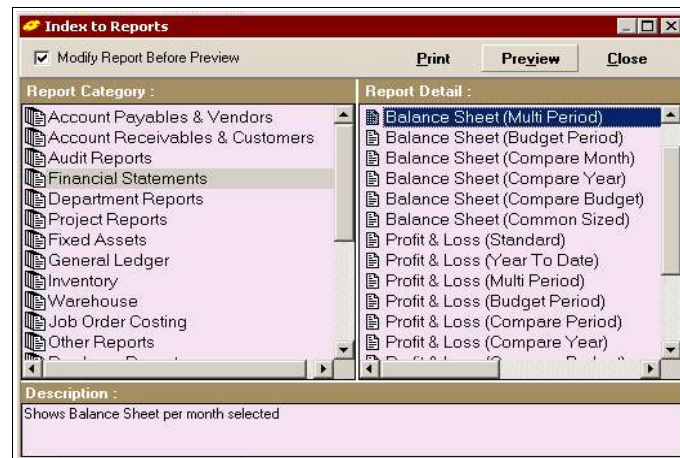 Index to Reports
Modify Report Before Preview
Print
Preview
Close
Report Category :
Account Payables & Vendors
Account Receivables & Customers
Audit Reports
Financial Statements
Department Reports
Project Reports
Fixed Assets
General Ledger
Inventory
Warehouse
Job Order Costing
Other Reports
Report Detail :
Balance Sheet (Multi Period)
Balance Sheet (Budget Period)
Balance Sheet (Compare Month)
Balance Sheet (Compare Year)
Balance Sheet (Compare Budget)
Balance Sheet (Common Sized)
Profit & Loss (Standard)
Profit & Loss (Year To Date)
Profit & Loss (Multi Period)
Profit & Loss (Budget Period)
Profit & Loss (Compare Period)
Profit & Loss (Compare Year)
Description :
Shows Balance Sheet per month selected